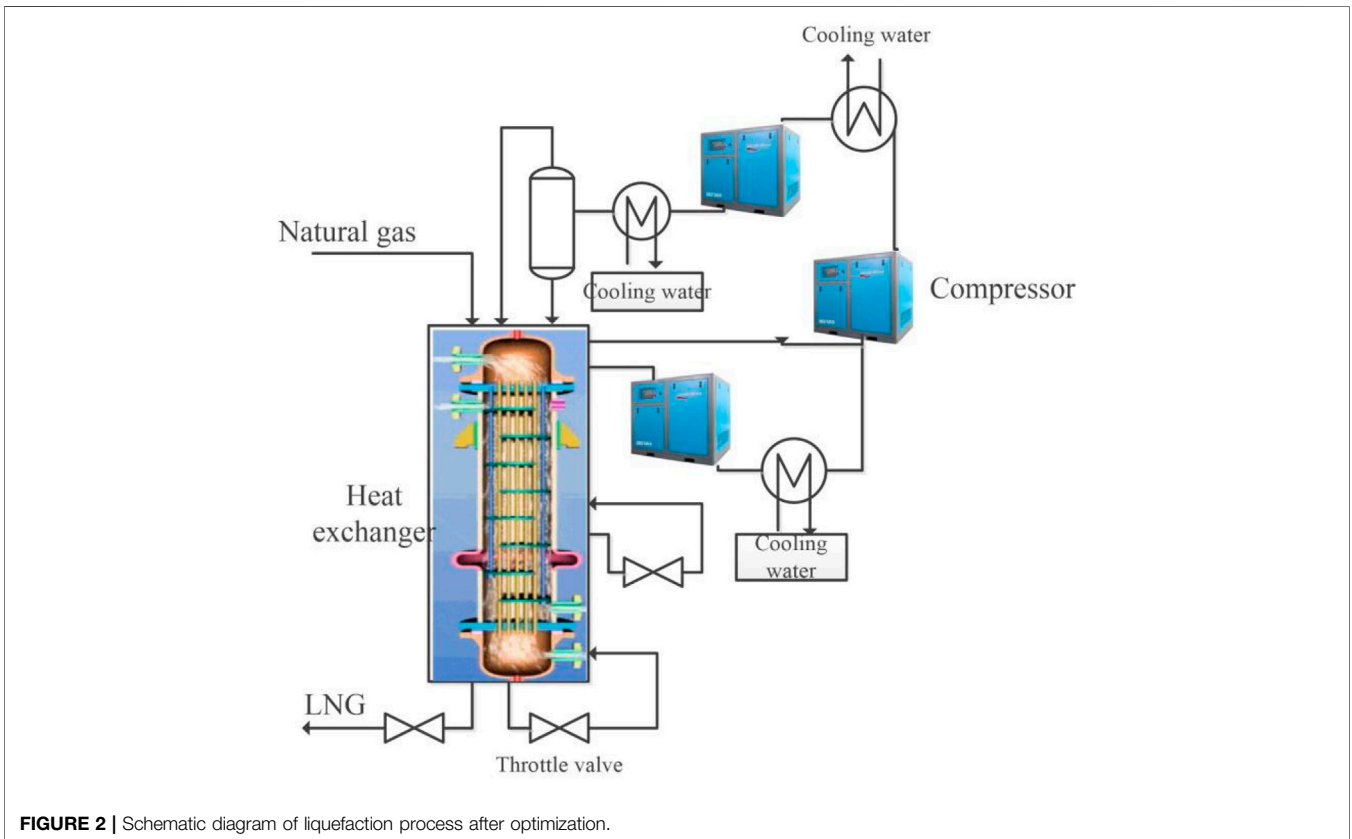 Cooling water
Natural gas
Cooling water
Compressor
Heat
exchanger
Cooling
water
LNG
Throttle valve
FIGURE 2 | Schematic diagram of liquefaction process after optimization.